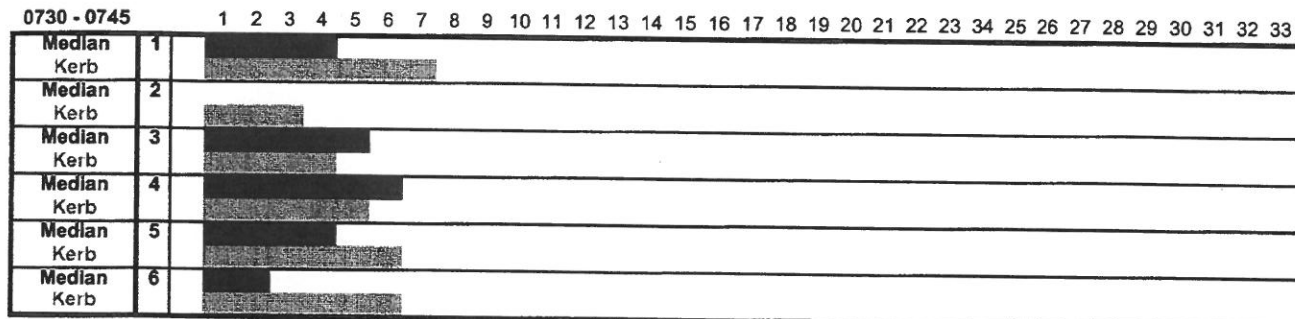 0730 - 0745 1 2 3 4 5 6 7 8 9 10 11 12 13 14 15 16 17 18 19 20 21 22 23 34 25 26 27 28 29 30 31 32 33
Median 1
Kerb
Median 2
Kerb
Median 3
Kerb
Median 4
Kerb
Median 5
Kerb
Median 6
Kerb